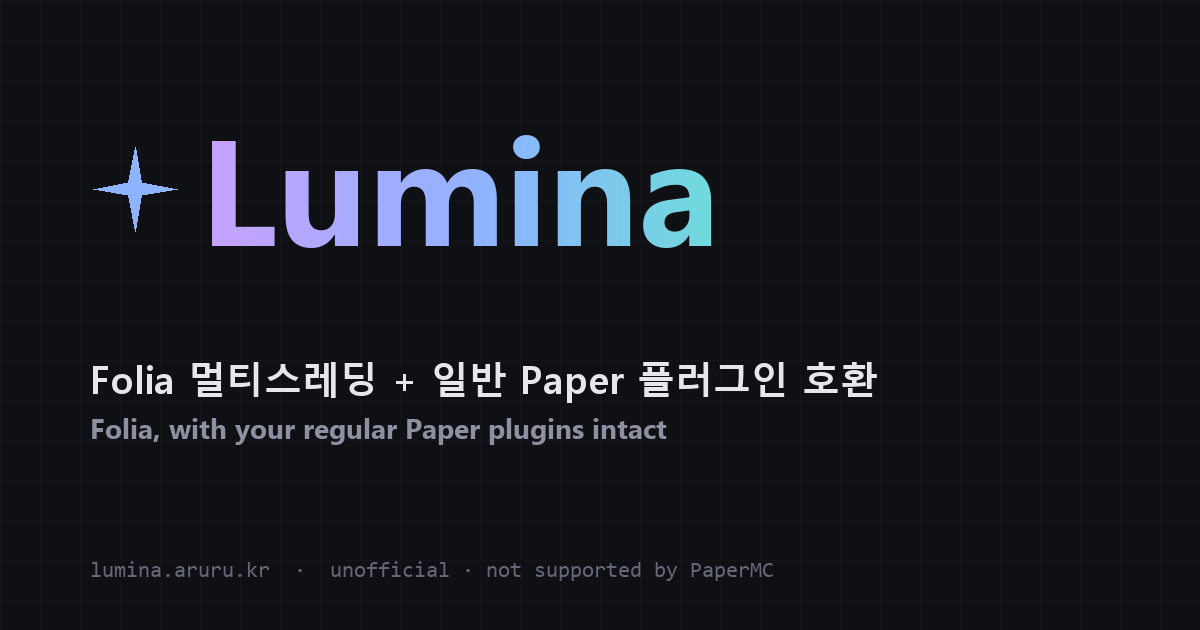 Lumina
Folia 멀티스레딩 + 일반 Paper 플러그인 호환
Folia, with your regular Paper plugins intact
lumina.aruru.kr · unofficial · not supported by PaperMC